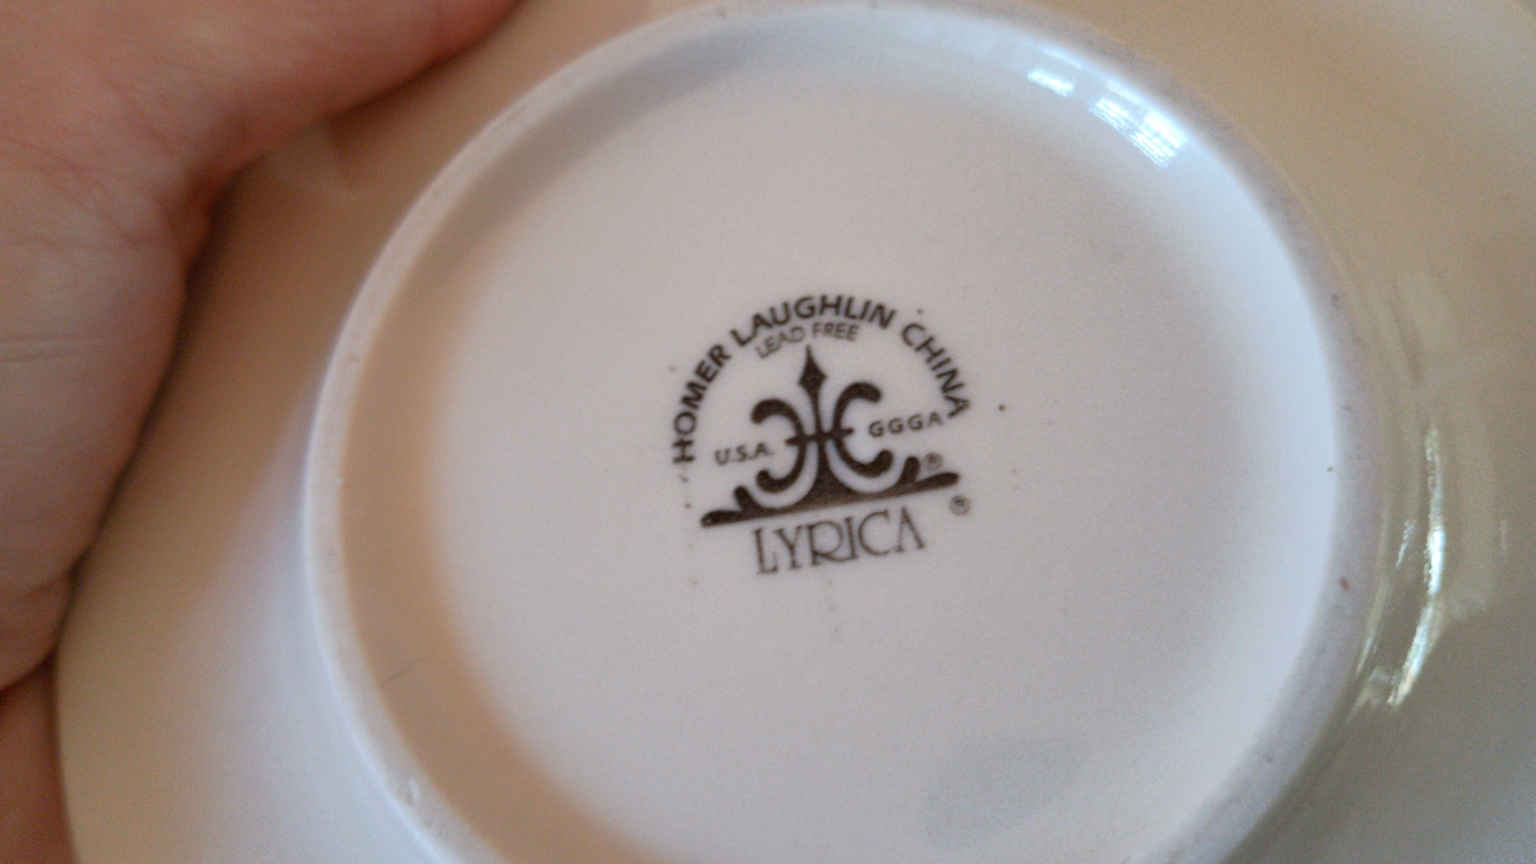 HOMER LAUGHLIN CHINA
LEAD FREE
U.S.A. GGGA
®
LYRICA ®